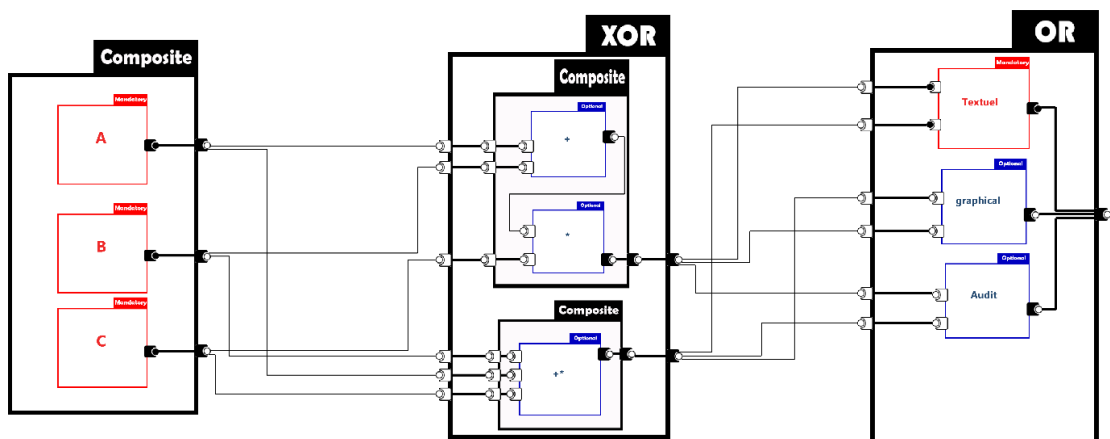 Composite
Mandatory
A
Mandatory
B
Mandatory
C
XOR
Composite
Optional
+
Optional
*
Composite
Optional
+*
OR
Mandatory
Textuel
Optional
graphical
Optional
Audit